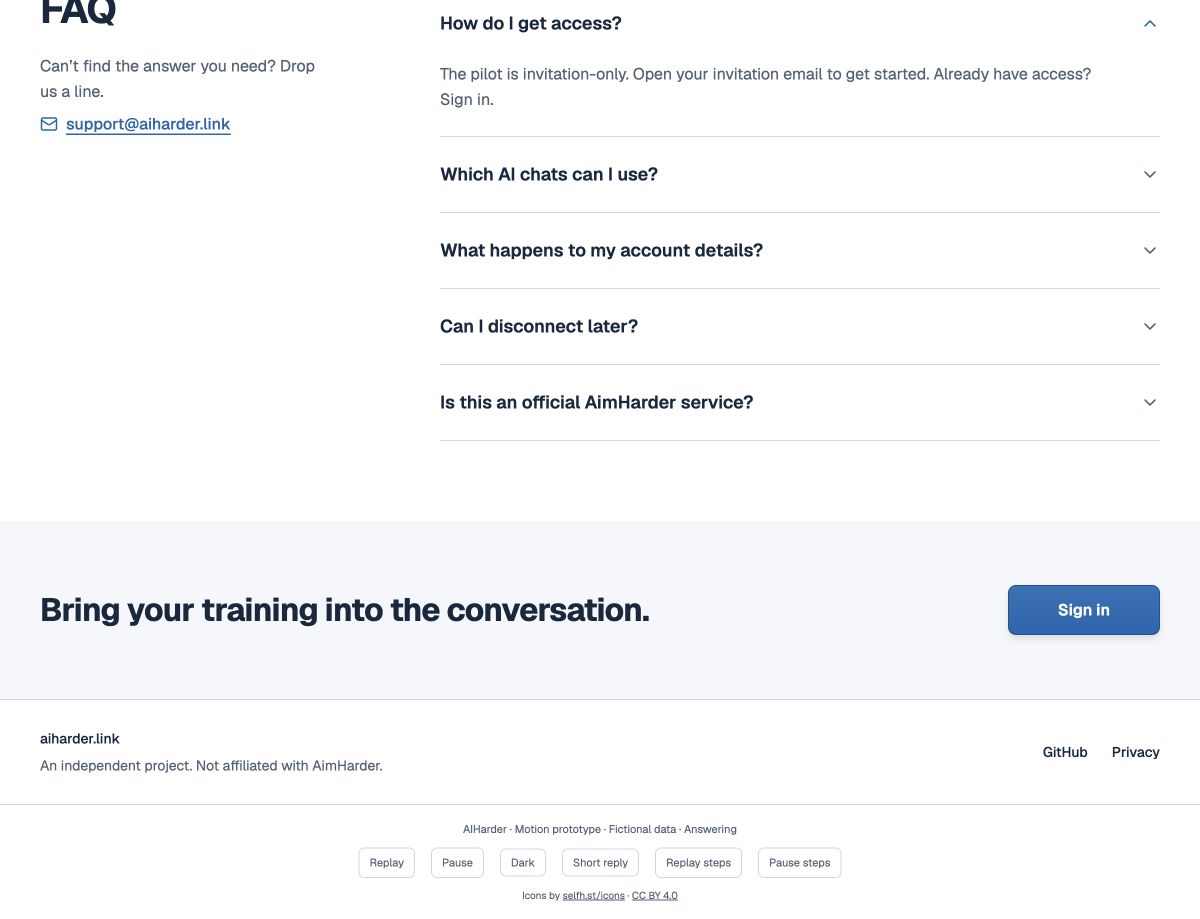 FAQ
Can't find the answer you need? Drop
us a line.
support@aiharder.link
How do I get access?
The pilot is invitation-only. Open your invitation email to get started. Already have access?
Sign in.
Which AI chats can I use?
What happens to my account details?
Can I disconnect later?
Is this an official AimHarder service?
Bring your training into the conversation.
Sign in
aiharder.link
An independent project. Not affiliated with AimHarder.
GitHub
Privacy
AIHarder · Motion prototype · Fictional data · Answering
Replay
Pause
Dark
Short reply
Replay steps
Pause steps
Icons by selfh.st/icons · CC BY 4.0